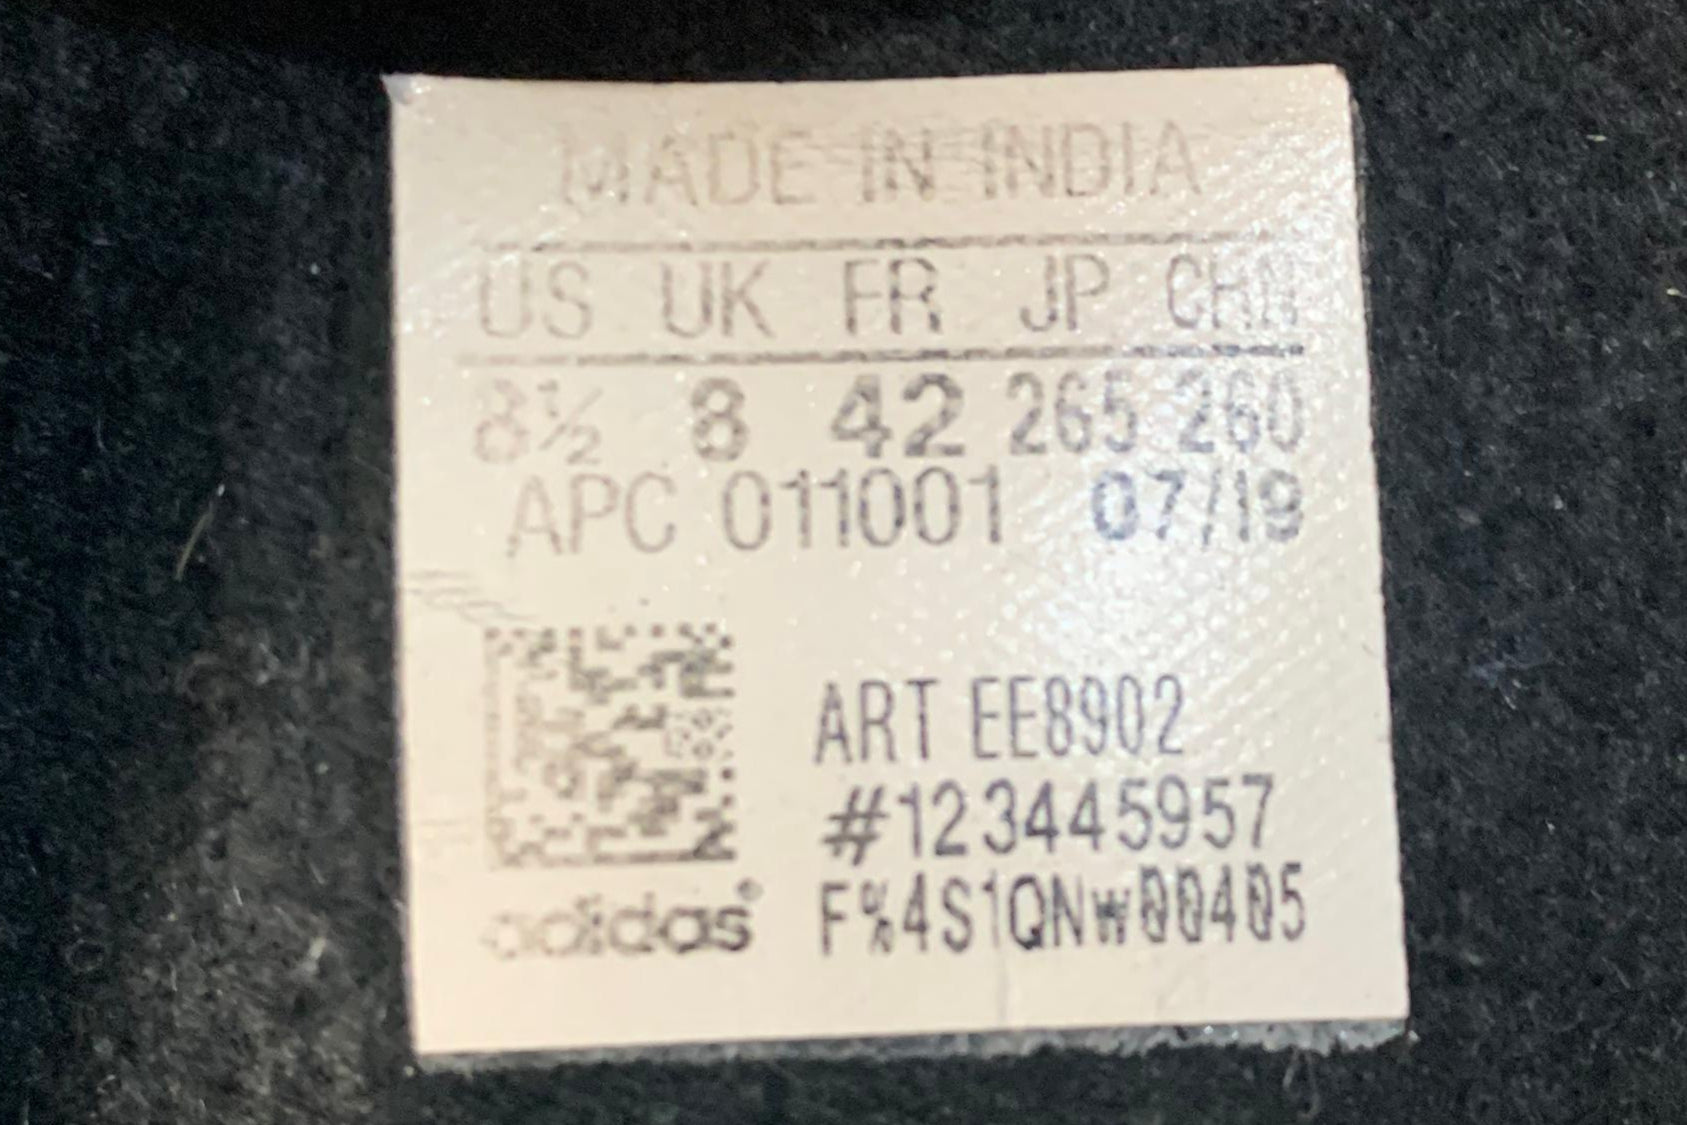 MADE IN INDIA
US UK FR JP CHN
8½ 8 42 265 260
APC 011001 07/19
ART EE8902
#123445957
adidas® F%4S1QNw00405